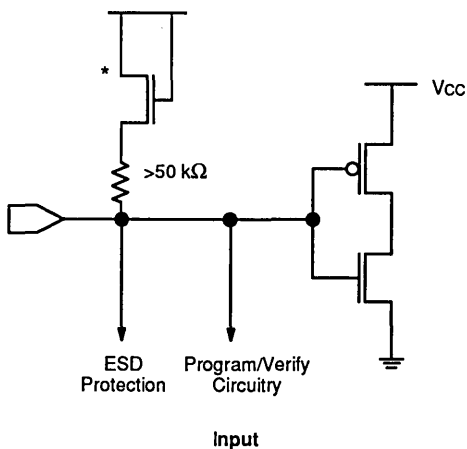 *
Vcc
>50 kΩ
ESD
Protection
Program/Verify
Circuitry
Input